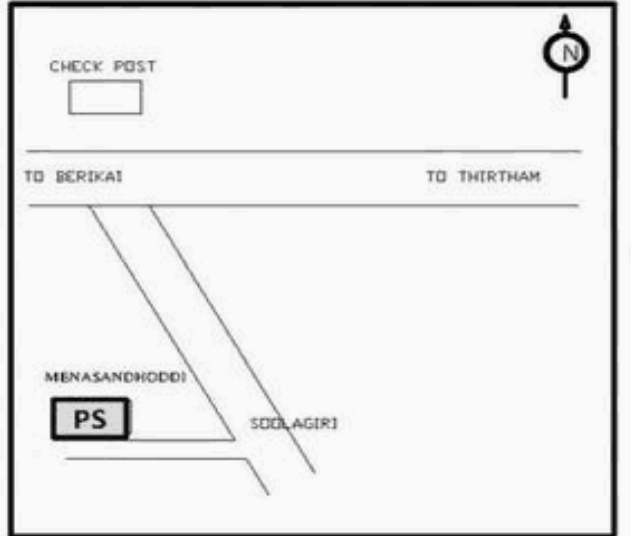 N
CHECK POST
TO BERIKAI
TO THIRTHAM
MENASANDHODDI
PS
SOOLAGIRI